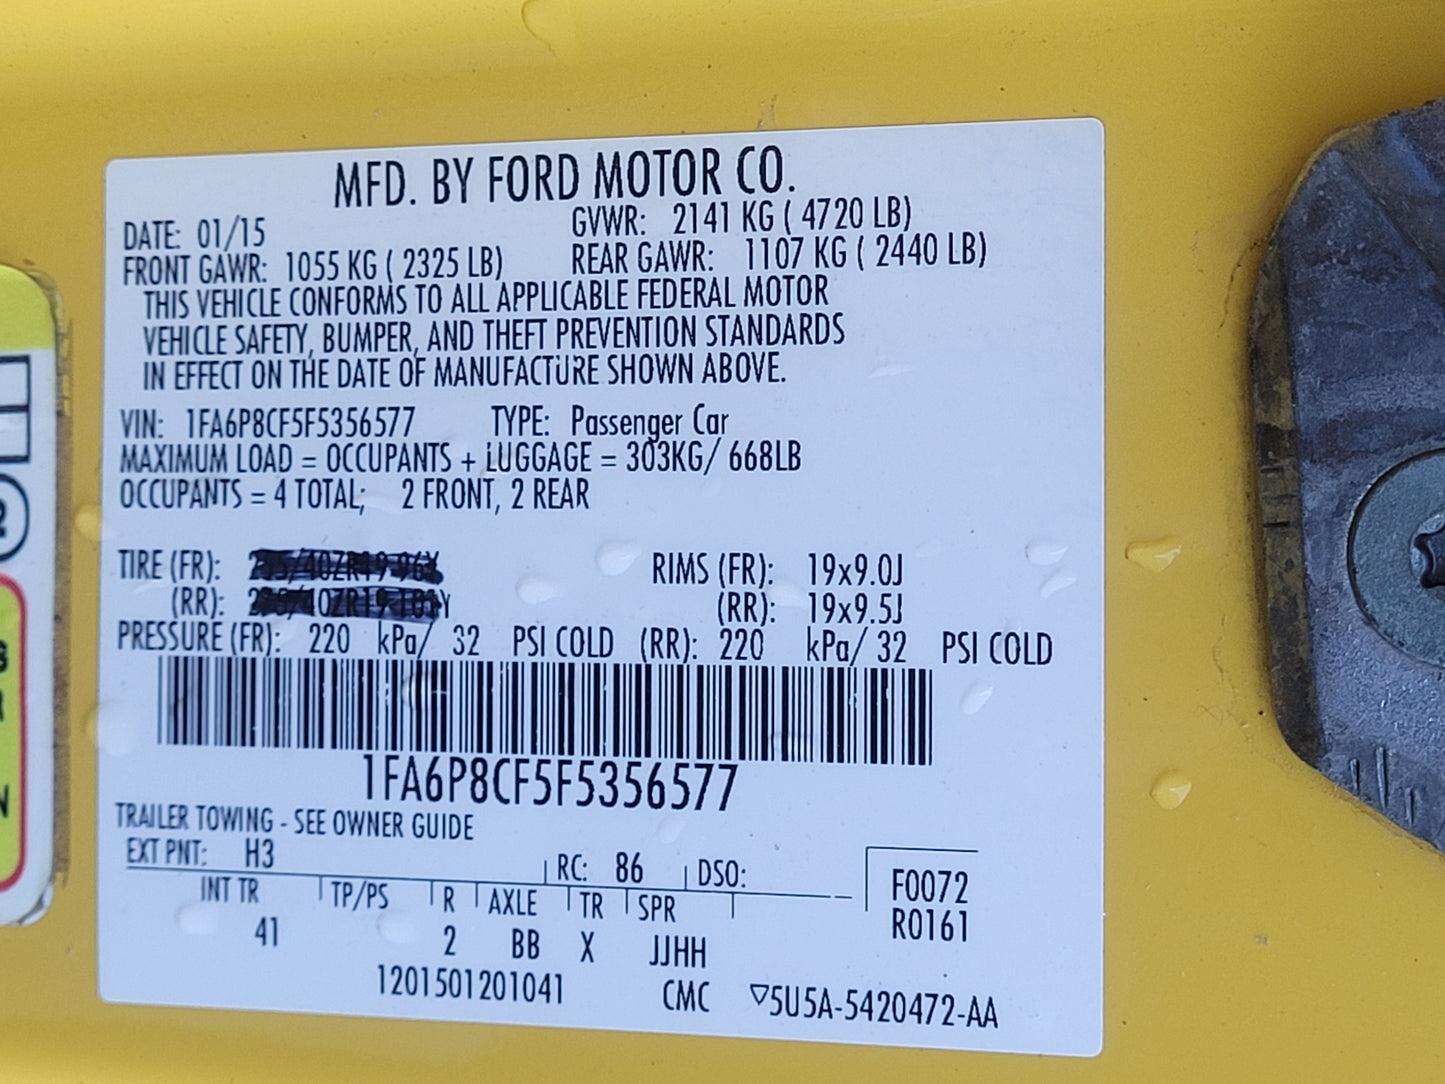 MFD. BY FORD MOTOR CO.
DATE: 01/15 GVWR: 2141 KG ( 4720 LB)
FRONT GAWR: 1055 KG ( 2325 LB) REAR GAWR: 1107 KG ( 2440 LB)
THIS VEHICLE CONFORMS TO ALL APPLICABLE FEDERAL MOTOR
VEHICLE SAFETY, BUMPER, AND THEFT PREVENTION STANDARDS
IN EFFECT ON THE DATE OF MANUFACTURE SHOWN ABOVE.
VIN: 1FA6P8CF5F5356577 TYPE: Passenger Car
MAXIMUM LOAD = OCCUPANTS + LUGGAGE = 303KG/ 668LB
OCCUPANTS = 4 TOTAL; 2 FRONT, 2 REAR
TIRE (FR): RIMS (FR): 19x9.0J
(RR): (RR): 19x9.5J
PRESSURE (FR): 220 kPa/ 32 PSI COLD (RR): 220 kPa/ 32 PSI COLD
1FA6P8CF5F5356577
TRAILER TOWING - SEE OWNER GUIDE
EXT PNT: H3 RC: 86 DSO:
F0072
R0161
INT TR TP/PS R AXLE TR SPR
41 2 BB X JJHH
1201501201041 CMC ▽5U5A-5420472-AA